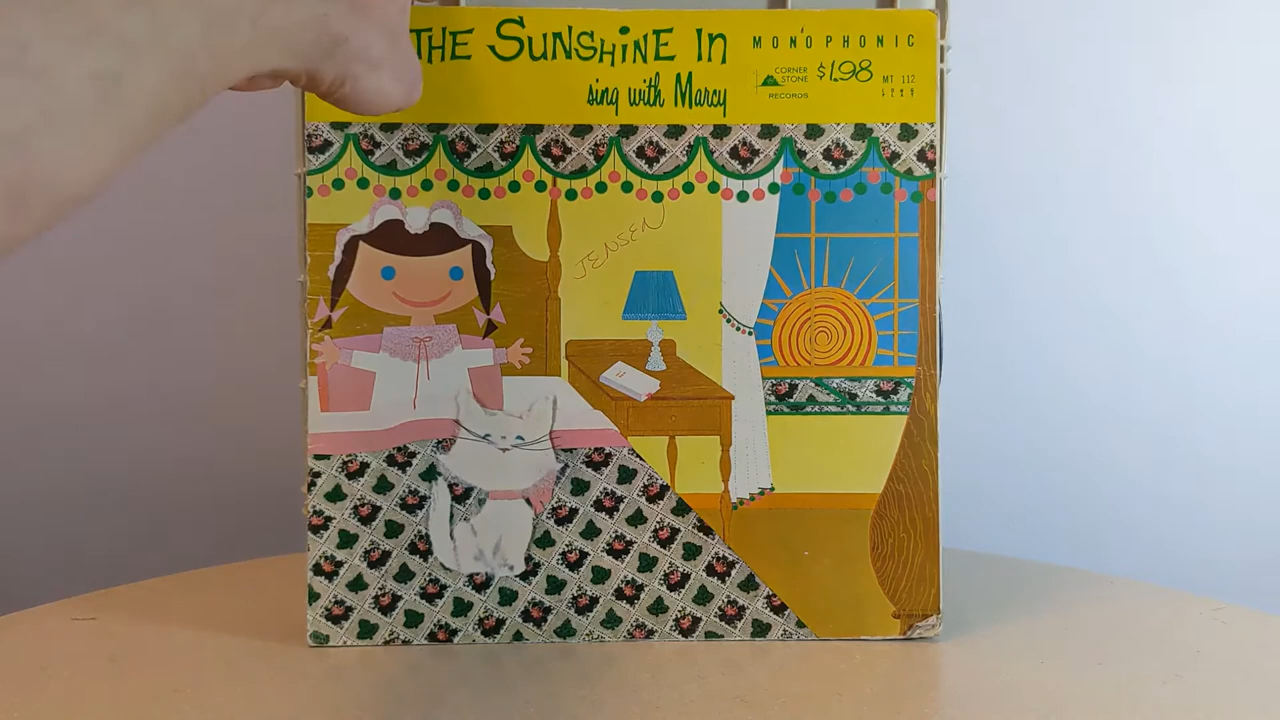 THE SUNSHINE IN
sing with Marcy
MONOPHONIC
CORNER
STONE
RECORDS
$1.98
MT 112
JENSEN